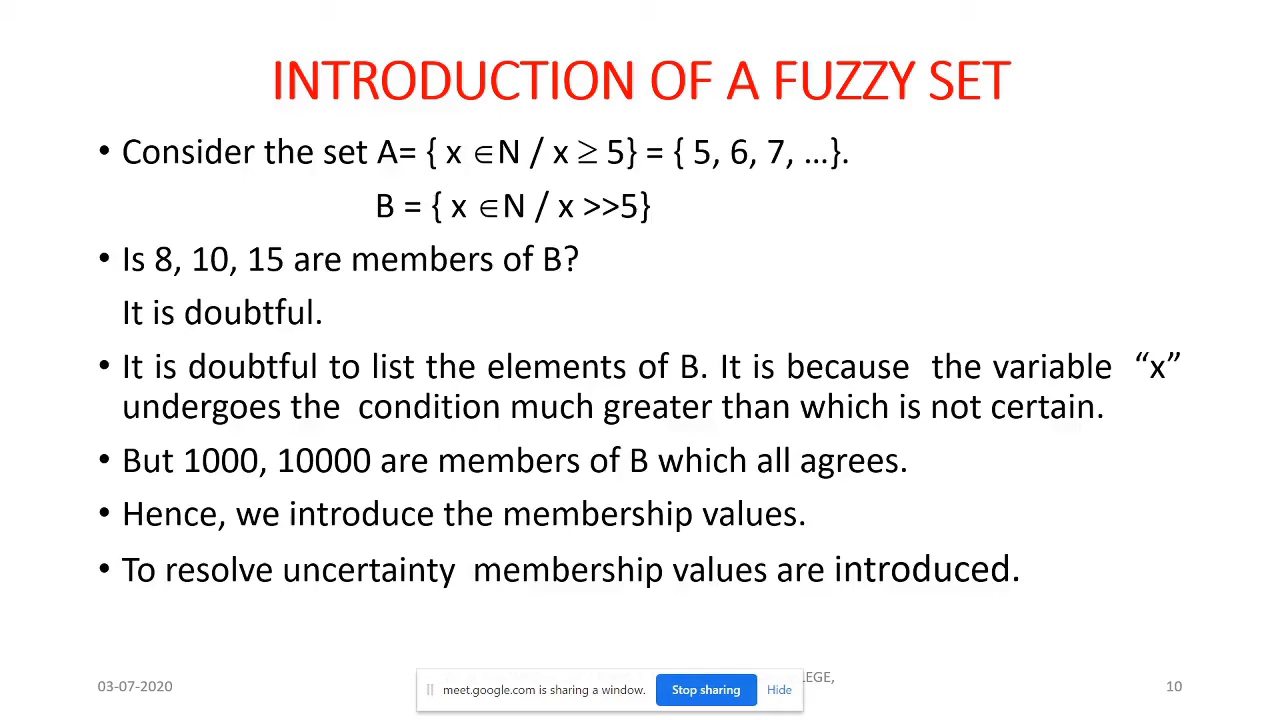 INTRODUCTION OF A FUZZY SET
• Consider the set A= { x ∈N / x ≥ 5} = { 5, 6, 7, …}.
B = { x ∈N / x >>5}
• Is 8, 10, 15 are members of B?
It is doubtful.
• It is doubtful to list the elements of B. It is because the variable “x”
undergoes the condition much greater than which is not certain.
• But 1000, 10000 are members of B which all agrees.
• Hence, we introduce the membership values.
• To resolve uncertainty membership values are introduced.
03-07-2020
meet.google.com is sharing a window. Stop sharing Hide
10